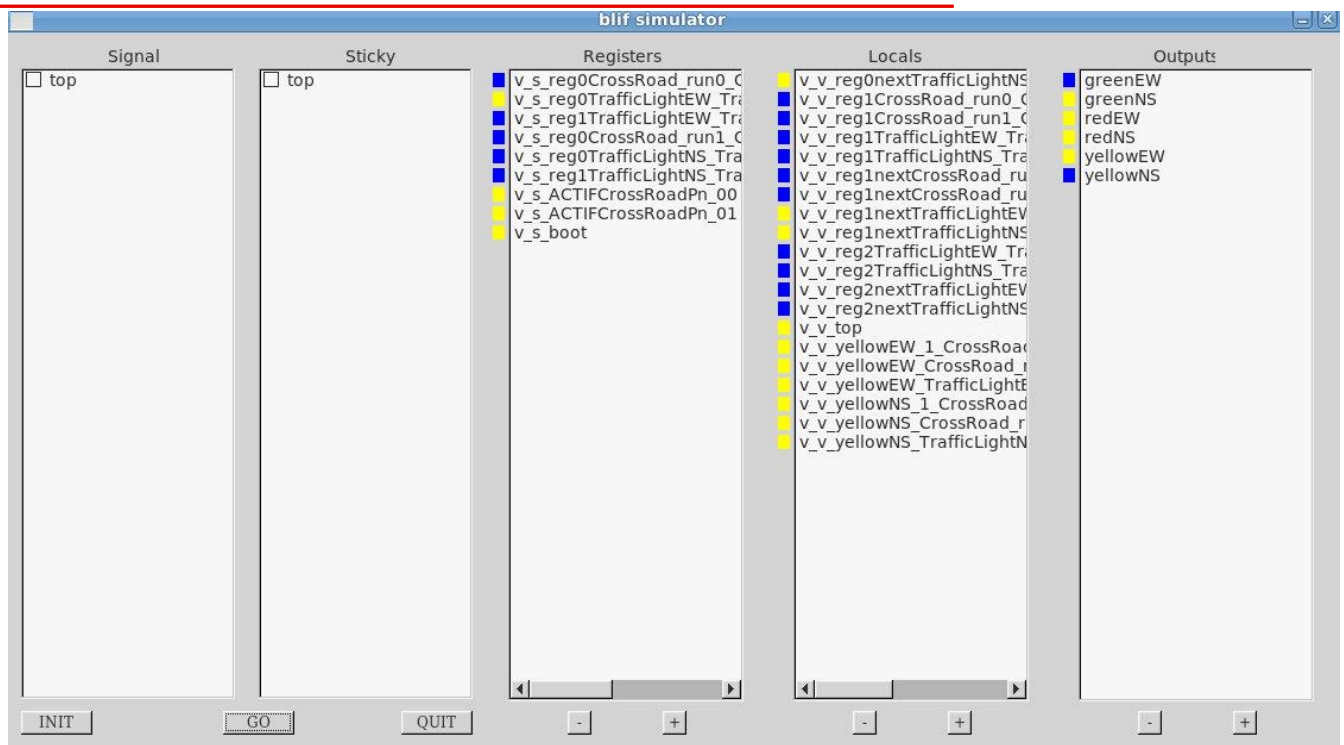 blif simulator
Signal
top
Sticky
top
Registers
v_s_reg0CrossRoad_run0_C
v_s_reg0TrafficLightEW_Tra
v_s_reg1TrafficLightEW_Tra
v_s_reg0CrossRoad_run1_C
v_s_reg0TrafficLightNS_Tra
v_s_reg1TrafficLightNS_Tra
v_s_ACTIFCrossRoadPn_00
v_s_ACTIFCrossRoadPn_01
v_s_boot
Locals
v_v_reg0nextTrafficLightNS
v_v_reg1CrossRoad_run0_C
v_v_reg1CrossRoad_run1_C
v_v_reg1TrafficLightEW_Tra
v_v_reg1TrafficLightNS_Tra
v_v_reg1nextCrossRoad_ru
v_v_reg1nextCrossRoad_ru
v_v_reg1nextTrafficLightEW
v_v_reg1nextTrafficLightNS
v_v_reg2TrafficLightEW_Tra
v_v_reg2TrafficLightNS_Tra
v_v_reg2nextTrafficLightEW
v_v_reg2nextTrafficLightNS
v_v_top
v_v_yellowEW_1_CrossRoad
v_v_yellowEW_CrossRoad_r
v_v_yellowEW_TrafficLightE
v_v_yellowNS_1_CrossRoad
v_v_yellowNS_CrossRoad_r
v_v_yellowNS_TrafficLightN
Outputs
greenEW
greenNS
redEW
redNS
yellowEW
yellowNS
INIT GO QUIT - + - + - +